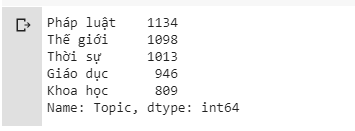 Pháp luật    1134
Thế giới     1098
Thời sự      1013
Giáo dục      946
Khoa học      809
Name: Topic, dtype: int64